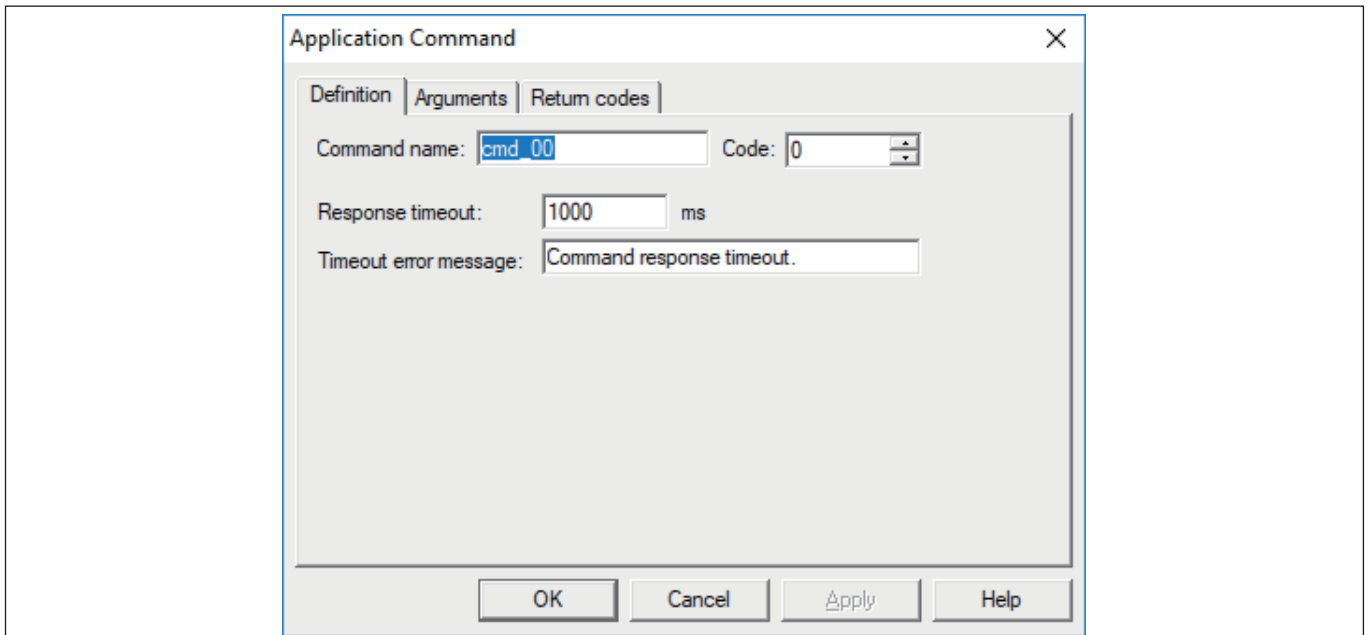 Application Command
Definition Arguments Return codes
Command name: cmd_00 Code: 0
Response timeout: 1000 ms
Timeout error message: Command response timeout.
OK Cancel Apply Help